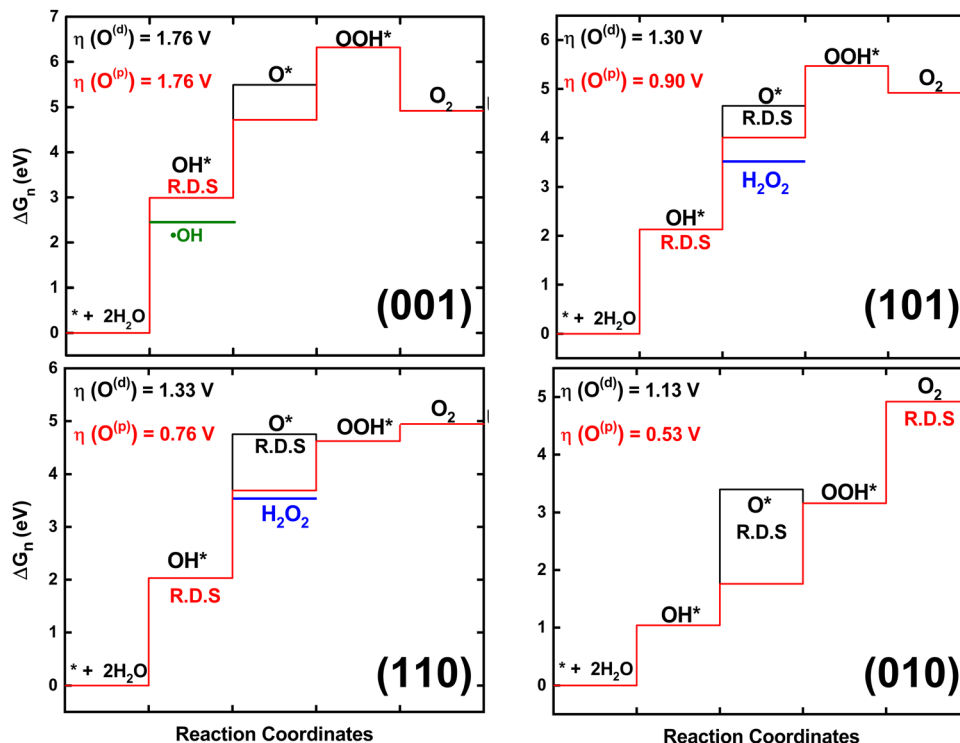 η (O^(d)) = 1.76 V
η (O^(p)) = 1.76 V
OOH*
O*
O₂
OH*
R.D.S
•OH
* + 2H₂O
(001)
ΔGₙ (eV)
7
6
5
4
3
2
1
0
η (O^(d)) = 1.30 V
η (O^(p)) = 0.90 V
OOH*
O*
R.D.S
O₂
H₂O₂
OH*
R.D.S
* + 2H₂O
(101)
6
5
4
3
2
1
0
η (O^(d)) = 1.33 V
η (O^(p)) = 0.76 V
O*
R.D.S
OOH*
O₂
H₂O₂
OH*
R.D.S
* + 2H₂O
(110)
ΔGₙ (eV)
6
5
4
3
2
1
0
Reaction Coordinates
η (O^(d)) = 1.13 V
η (O^(p)) = 0.53 V
O₂
R.D.S
O*
R.D.S
OOH*
OH*
* + 2H₂O
(010)
5
4
3
2
1
0
Reaction Coordinates